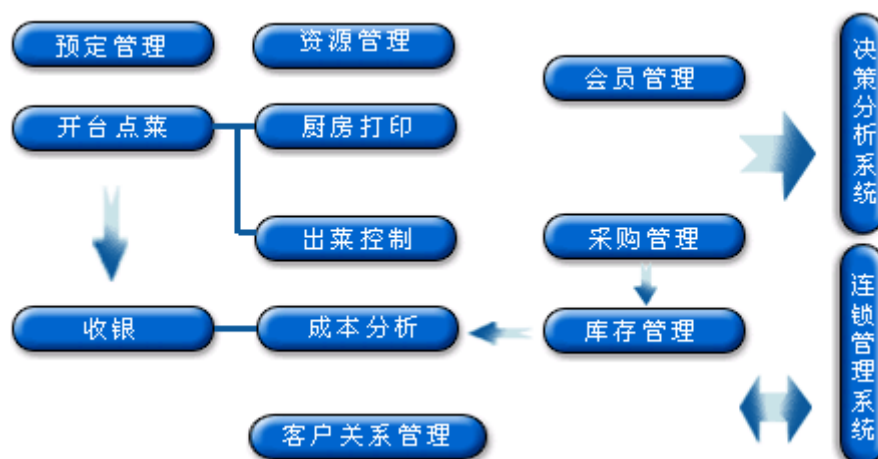 预定管理
资源管理
会员管理
开台点菜
厨房打印
出菜控制
采购管理
收银
成本分析
库存管理
客户关系管理
决策分析系统
连锁管理系统